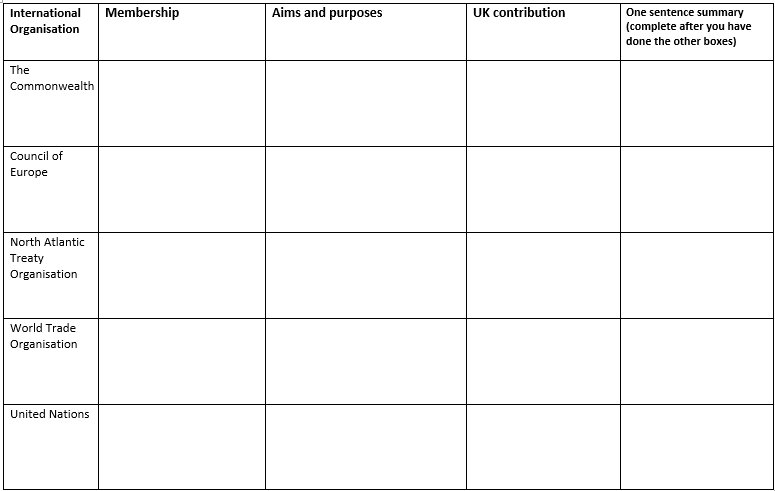 International Membership Aims and purposes UK contribution One sentence summary
Organisation (complete after you have
done the other boxes)
The
Commonwealth
Council of
Europe
North Atlantic
Treaty
Organisation
World Trade
Organisation
United Nations